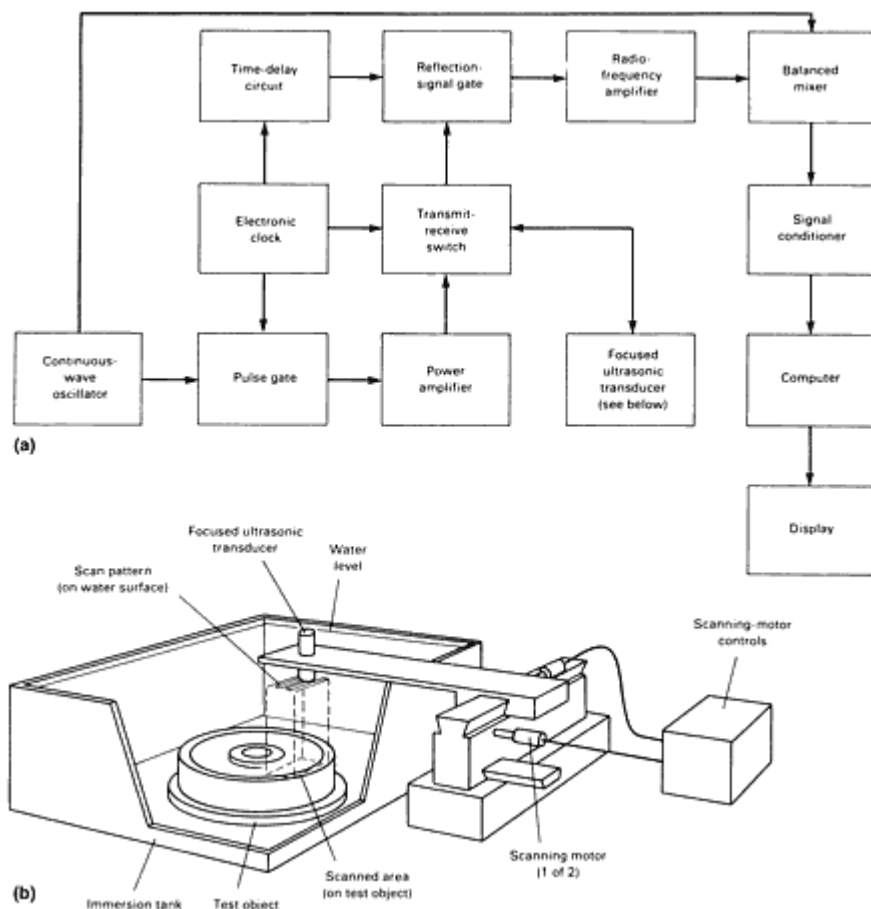 Time-delay
circuit
Reflection-
signal gate
Radio-
frequency
amplifier
Balanced
mixer
Electronic
clock
Transmit-
receive
switch
Signal
conditioner
Continuous-
wave
oscillator
Pulse gate
Power
amplifier
Focused
ultrasonic
transducer
(see below)
Computer
(a)
Display
Focused ultrasonic
transducer
Water
level
Scan pattern
(on water surface)
Scanning-motor
controls
Scanning motor
(1 of 2)
Scanned area
(on test object)
(b)
Immersion tank
Test object